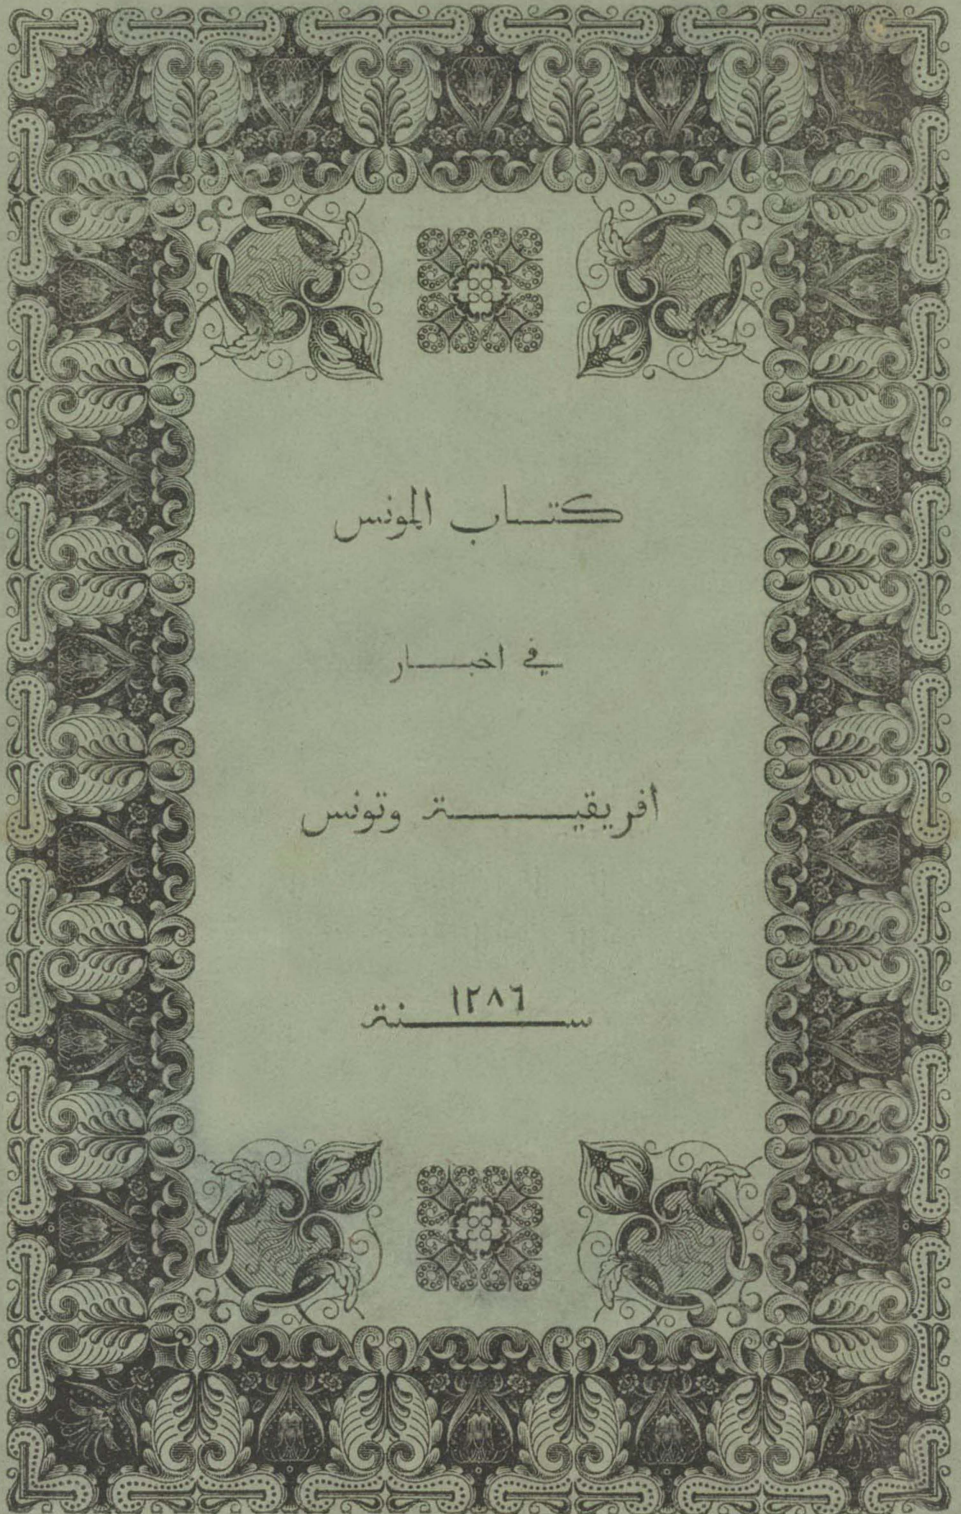 كتاب المونس
في اخبار
افريقية وتونس
سنة ١٢٨٦